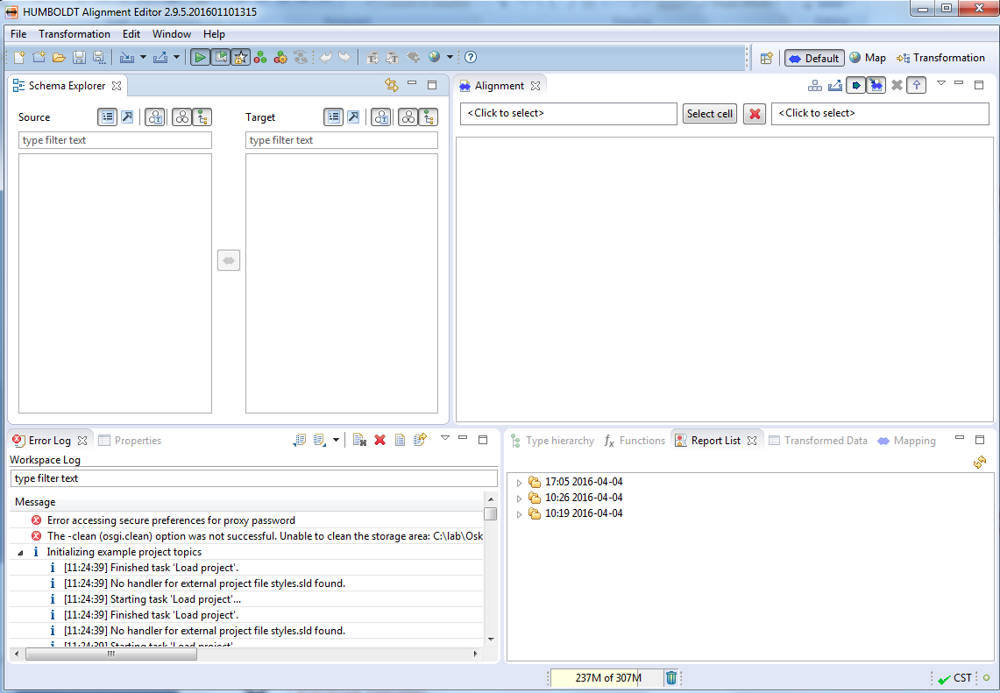 HUMBOLDT Alignment Editor 2.9.5.201601101315
File Transformation Edit Window Help
Default Map Transformation
Schema Explorer
Alignment
Source
Target
<Click to select> Select cell <Click to select>
type filter text
type filter text
Error Log Properties
Type hierarchy Functions Report List Transformed Data Mapping
Workspace Log
type filter text
Message
Error accessing secure preferences for proxy password
The -clean (osgi.clean) option was not successful. Unable to clean the storage area: C:\lab\Osk
Initializing example project topics
[11:24:39] Finished task 'Load project'.
[11:24:39] No handler for external project file styles.sld found.
[11:24:39] Starting task 'Load project'...
[11:24:39] Finished task 'Load project'.
[11:24:39] No handler for external project file styles.sld found.
[11:24:39] Starting task 'Load project'
17:05 2016-04-04
10:26 2016-04-04
10:19 2016-04-04
237M of 307M
CST